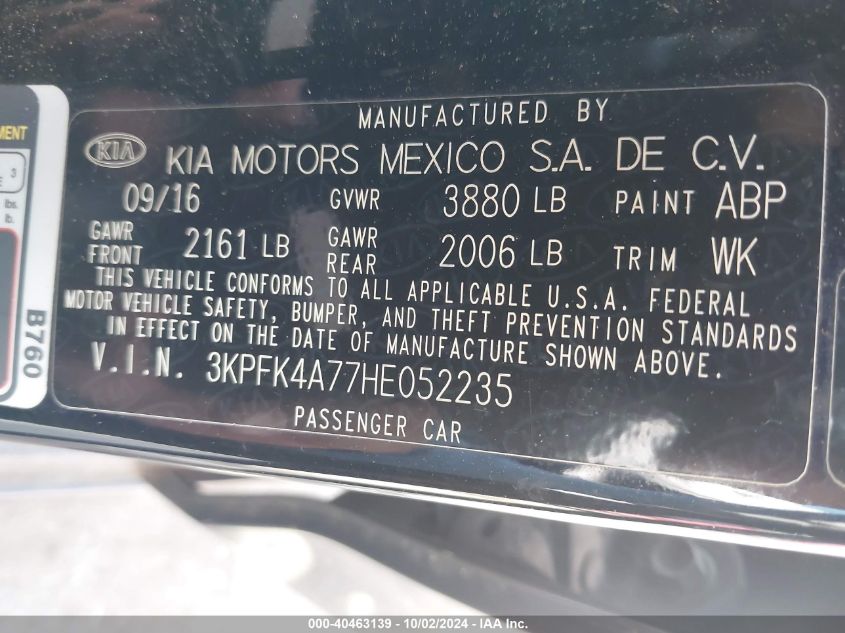 MANUFACTURED BY
KIA KIA MOTORS MEXICO S.A. DE C.V.
09/16 GVWR 3880 LB PAINT ABP
GAWR FRONT 2161 LB GAWR REAR 2006 LB TRIM WK
THIS VEHICLE CONFORMS TO ALL APPLICABLE U.S.A. FEDERAL
MOTOR VEHICLE SAFETY, BUMPER, AND THEFT PREVENTION STANDARDS
IN EFFECT ON THE DATE OF MANUFACTURE SHOWN ABOVE.
V.I.N. 3KPFK4A77HE052235
PASSENGER CAR
3
lbs.
lb.
B760
000-40463139 - 10/02/2024 - IAA Inc.